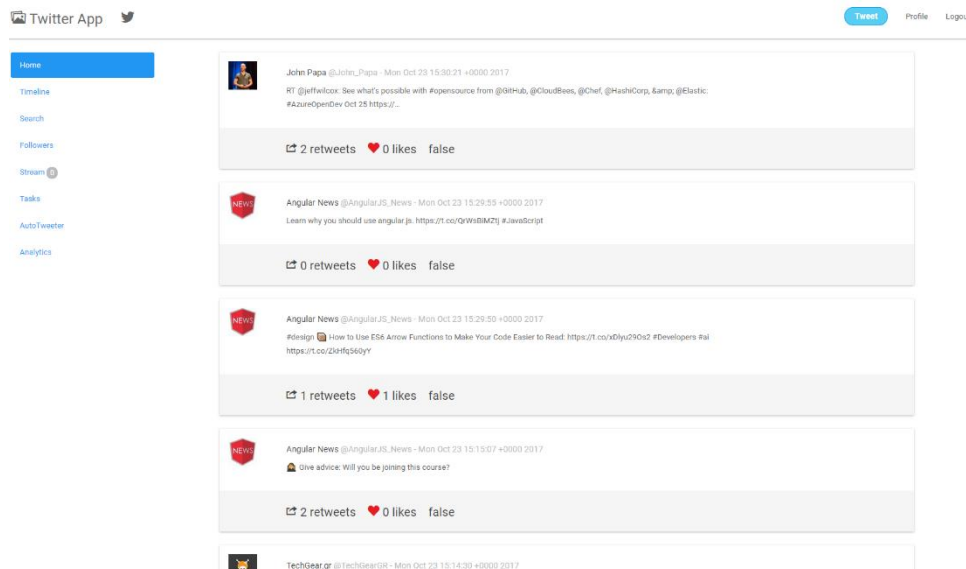 Twitter App
Tweet
Profile
Logou
Home
Timeline
Search
Followers
Stream 0
Tasks
AutoTweeter
Analytics
John Papa @John_Papa - Mon Oct 23 15:30:21 +0000 2017
RT @jeffwilcox: See what's possible with #opensource from @GitHub, @CloudBees, @Chef, @HashiCorp, &amp; @Elastic:
#AzureOpenDev Oct 25 https://…
2 retweets 0 likes false
NEWS
Angular News @AngularJS_News - Mon Oct 23 15:29:55 +0000 2017
Learn why you should use angular.js. https://t.co/QrWsBiMZtj #JavaScript
0 retweets 0 likes false
NEWS
Angular News @AngularJS_News - Mon Oct 23 15:29:50 +0000 2017
#design How to Use ES6 Arrow Functions to Make Your Code Easier to Read: https://t.co/xDlyu29Os2 #Developers #ai
https://t.co/ZkHfq560yY
1 retweets 1 likes false
NEWS
Angular News @AngularJS_News - Mon Oct 23 15:15:07 +0000 2017
Give advice: Will you be joining this course?
2 retweets 0 likes false
TechGear.gr @TechGearGR - Mon Oct 23 15:14:30 +0000 2017